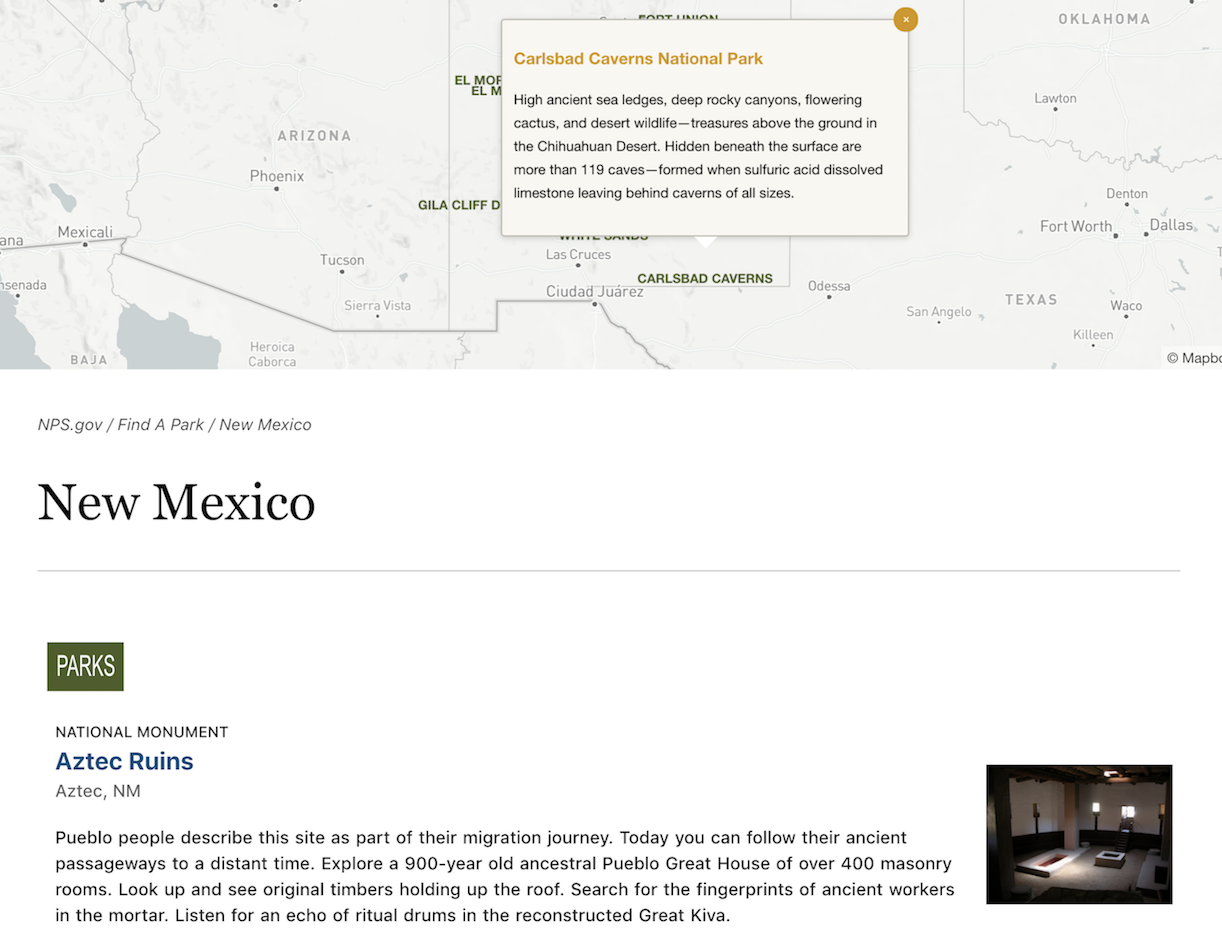 FORT UNION
OKLAHOMA
×
Carlsbad Caverns National Park
EL MOR
EL M
High ancient sea ledges, deep rocky canyons, flowering
cactus, and desert wildlife—treasures above the ground in
the Chihuahuan Desert. Hidden beneath the surface are
more than 119 caves—formed when sulfuric acid dissolved
limestone leaving behind caverns of all sizes.
Lawton
ARIZONA
Phoenix
Denton
GILA CLIFF D
Fort Worth
Dallas
Mexicali
ana
WHITE SANDS
Las Cruces
Tucson
CARLSBAD CAVERNS
nsenada
Ciudad Juárez
Odessa
TEXAS
Sierra Vista
San Angelo
Waco
Killeen
Heroica
Caborca
BAJA
© Mapbo
NPS.gov / Find A Park / New Mexico
New Mexico
PARKS
NATIONAL MONUMENT
Aztec Ruins
Aztec, NM
Pueblo people describe this site as part of their migration journey. Today you can follow their ancient
passageways to a distant time. Explore a 900-year old ancestral Pueblo Great House of over 400 masonry
rooms. Look up and see original timbers holding up the roof. Search for the fingerprints of ancient workers
in the mortar. Listen for an echo of ritual drums in the reconstructed Great Kiva.